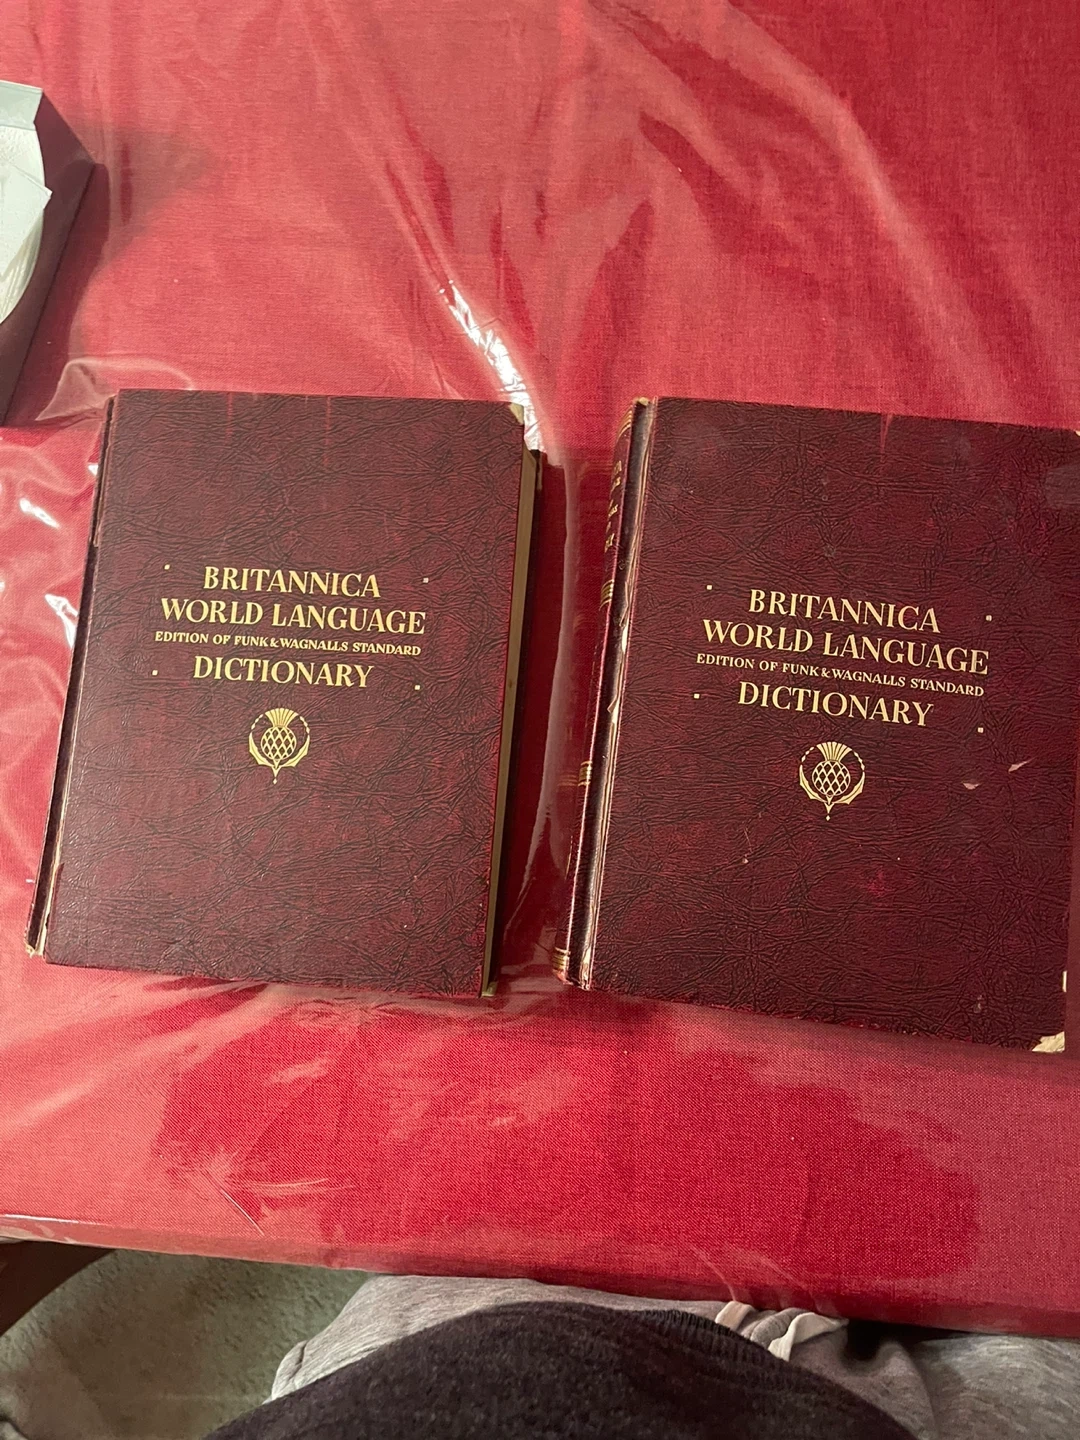 BRITANNICA
WORLD LANGUAGE
EDITION OF FUNK & WAGNALLS STANDARD
DICTIONARY
BRITANNICA
WORLD LANGUAGE
EDITION OF FUNK & WAGNALLS STANDARD
DICTIONARY